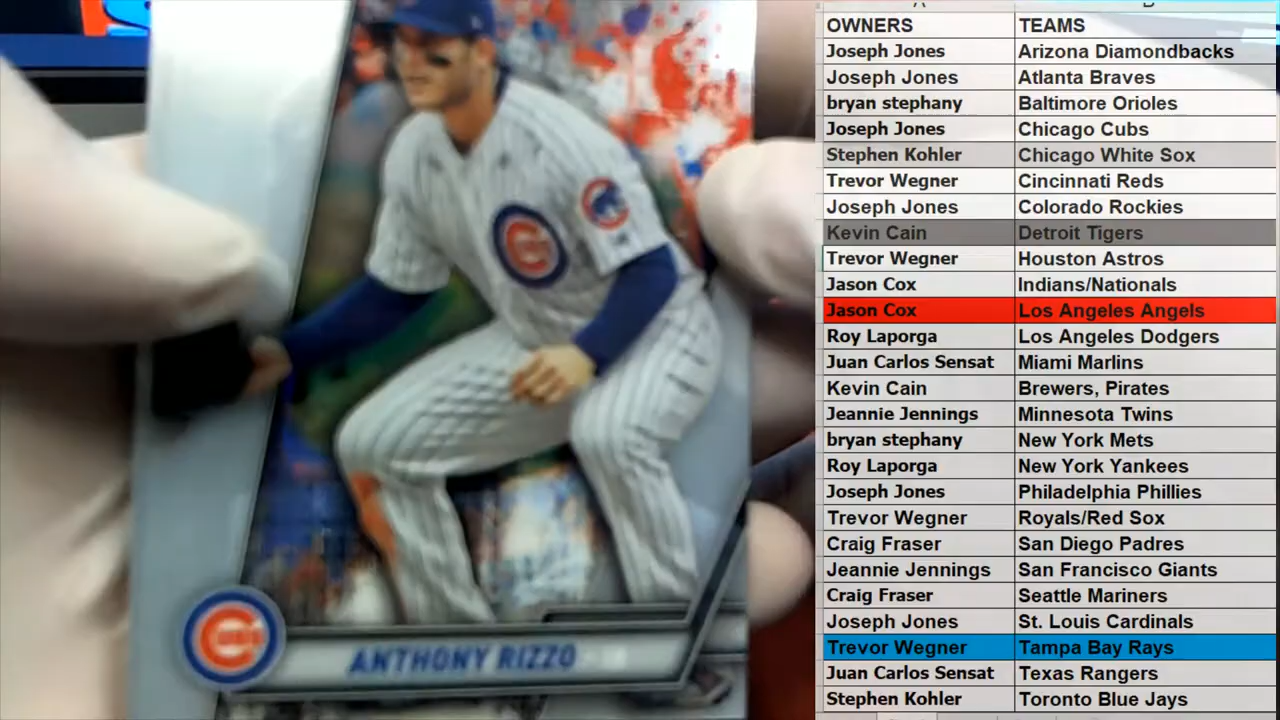 OWNERS TEAMS
Joseph Jones Arizona Diamondbacks
Joseph Jones Atlanta Braves
bryan stephany Baltimore Orioles
Joseph Jones Chicago Cubs
Stephen Kohler Chicago White Sox
Trevor Wegner Cincinnati Reds
Joseph Jones Colorado Rockies
Kevin Cain Detroit Tigers
Trevor Wegner Houston Astros
Jason Cox Indians/Nationals
Jason Cox Los Angeles Angels
Roy Laporga Los Angeles Dodgers
Juan Carlos Sensat Miami Marlins
Kevin Cain Brewers, Pirates
Jeannie Jennings Minnesota Twins
bryan stephany New York Mets
Roy Laporga New York Yankees
Joseph Jones Philadelphia Phillies
Trevor Wegner Royals/Red Sox
Craig Fraser San Diego Padres
Jeannie Jennings San Francisco Giants
Craig Fraser Seattle Mariners
Joseph Jones St. Louis Cardinals
Trevor Wegner Tampa Bay Rays
Juan Carlos Sensat Texas Rangers
Stephen Kohler Toronto Blue Jays
CUBS
ANTHONY RIZZO